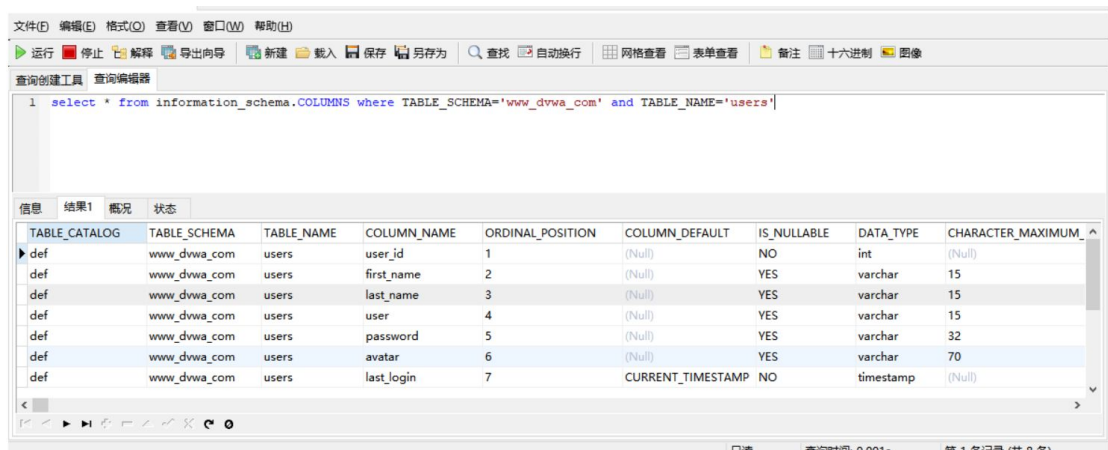 文件(F) 编辑(E) 格式(O) 查看(V) 窗口(W) 帮助(H)
运行 停止 解释 导出向导 新建 载入 保存 另存为 查找 自动换行 网格查看 表单查看 备注 十六进制 图像
查询创建工具 查询编辑器
1 select * from information_schema.COLUMNS where TABLE_SCHEMA='www_dvwa_com' and TABLE_NAME='users'
信息 结果1 概况 状态
TABLE_CATALOG TABLE_SCHEMA TABLE_NAME COLUMN_NAME ORDINAL_POSITION COLUMN_DEFAULT IS_NULLABLE DATA_TYPE CHARACTER_MAXIMUM_
def www_dvwa_com users user_id 1 (Null) NO int (Null)
def www_dvwa_com users first_name 2 (Null) YES varchar 15
def www_dvwa_com users last_name 3 (Null) YES varchar 15
def www_dvwa_com users user 4 (Null) YES varchar 15
def www_dvwa_com users password 5 (Null) YES varchar 32
def www_dvwa_com users avatar 6 (Null) YES varchar 70
def www_dvwa_com users last_login 7 CURRENT_TIMESTAMP NO timestamp (Null)